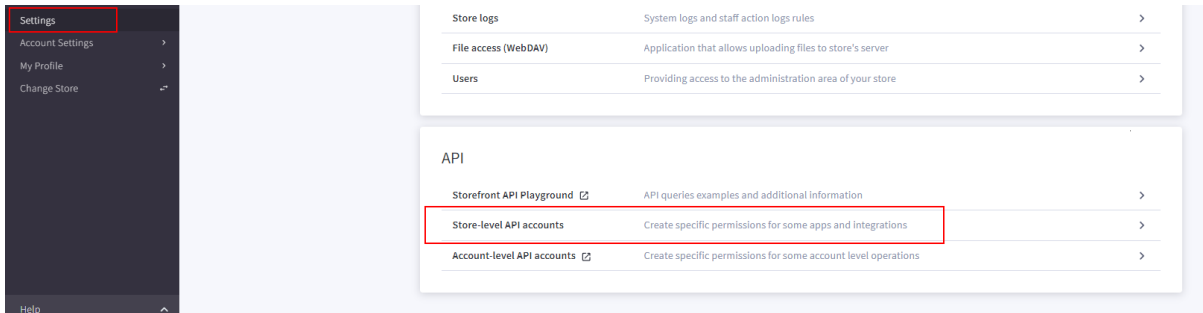 Settings
Account Settings
My Profile
Change Store
Help
Store logs System logs and staff action logs rules
File access (WebDAV) Application that allows uploading files to store's server
Users Providing access to the administration area of your store
API
Storefront API Playground API queries examples and additional information
Store-level API accounts Create specific permissions for some apps and integrations
Account-level API accounts Create specific permissions for some account level operations